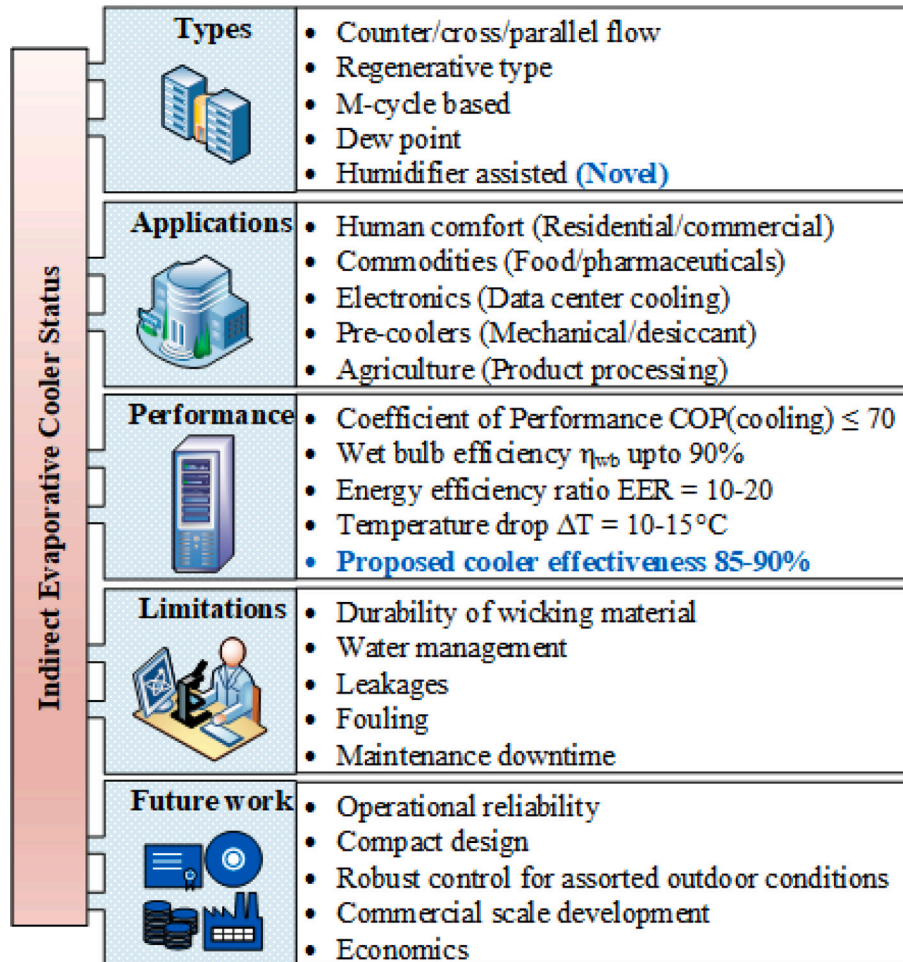 Indirect Evaporative Cooler Status
Types
• Counter/cross/parallel flow
• Regenerative type
• M-cycle based
• Dew point
• Humidifier assisted (Novel)
Applications
• Human comfort (Residential/commercial)
• Commodities (Food/pharmaceuticals)
• Electronics (Data center cooling)
• Pre-coolers (Mechanical/desiccant)
• Agriculture (Product processing)
Performance
• Coefficient of Performance COP(cooling) ≤ 70
• Wet bulb efficiency ηwb upto 90%
• Energy efficiency ratio EER = 10-20
• Temperature drop ΔT = 10-15°C
• Proposed cooler effectiveness 85-90%
Limitations
• Durability of wicking material
• Water management
• Leakages
• Fouling
• Maintenance downtime
Future work
• Operational reliability
• Compact design
• Robust control for assorted outdoor conditions
• Commercial scale development
• Economics